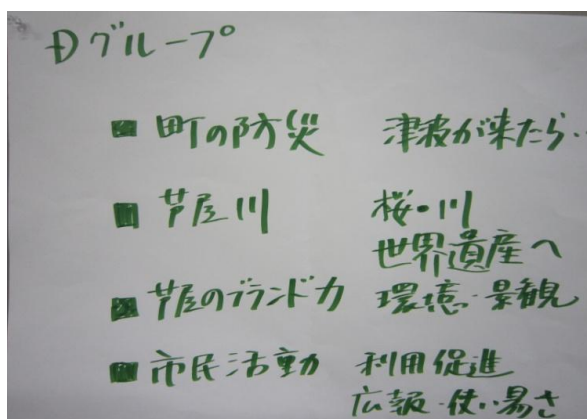 Dグループ
■ 町の防災 津波が来たら・
■ 芦屋川 桜・川
世界遺産へ
■ 芦屋のブランド力 環境・景観
■ 市民活動 利用促進
広報・使い易さ